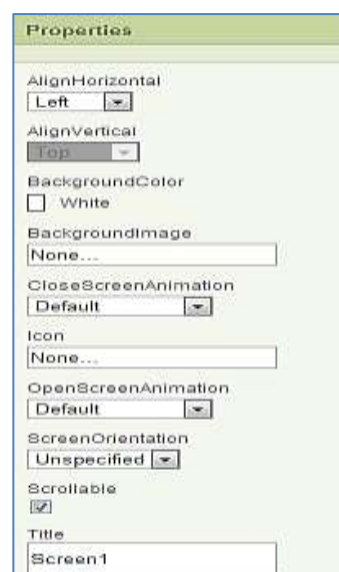 Properties
AlignHorizontal
Left
AlignVertical
Top
BackgroundColor
White
BackgroundImage
None...
CloseScreenAnimation
Default
Icon
None...
OpenScreenAnimation
Default
ScreenOrientation
Unspecified
Scrollable
Title
Screen1